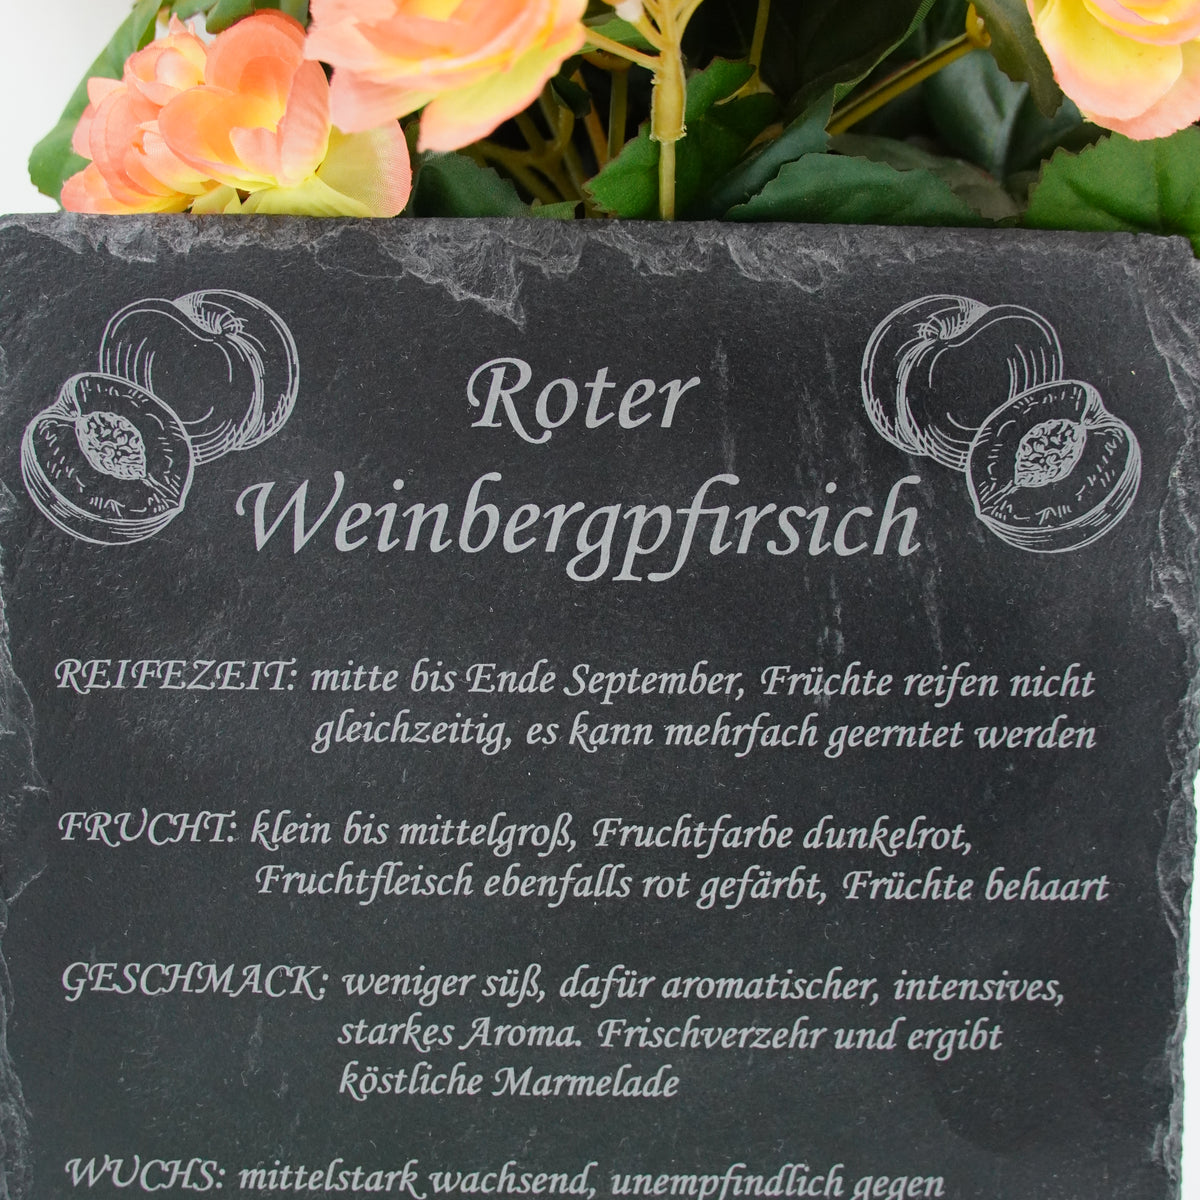 Roter
Weinbergpfirsich
REIFEZEIT: mitte bis Ende September, Früchte reifen nicht
gleichzeitig, es kann mehrfach geerntet werden
FRUCHT: klein bis mittelgroß, Fruchtfarbe dunkelrot,
Fruchtfleisch ebenfalls rot gefärbt, Früchte behaart
GESCHMACK: weniger süß, dafür aromatischer, intensives,
starkes Aroma. Frischverzehr und ergibt
köstliche Marmelade
WUCHS: mittelstark wachsend, unempfindlich gegen